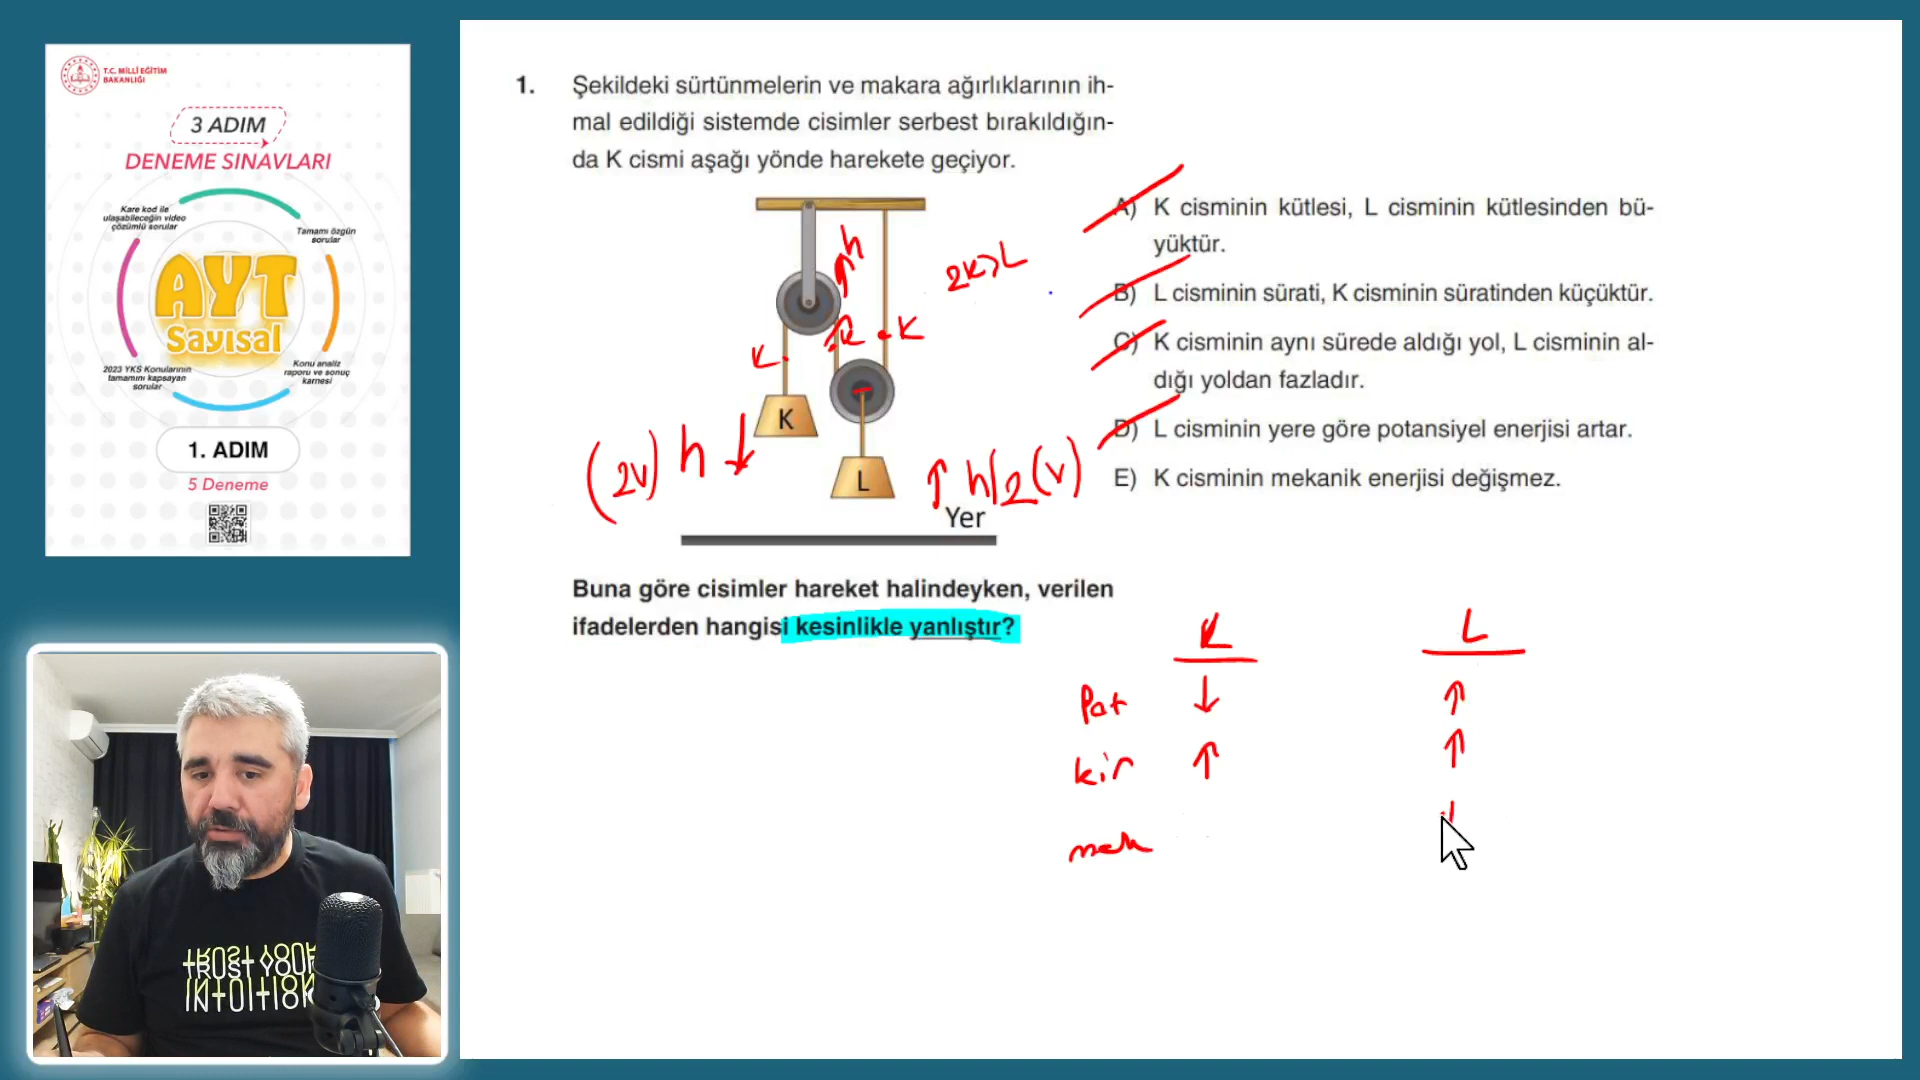 T.C. MİLLÎ EĞİTİM
BAKANLIĞI
3 ADIM
DENEME SINAVLARI
Kare kod ile
ulaşabileceğin video
çözümlü sorular
Tamamı özgün
sorular
AYT
Sayısal
2023 YKS Konularının
tamamını kapsayan
sorular
Konu analiz
raporu ve sonuç
karnesi
1. ADIM
5 Deneme
1. Şekildeki sürtünmelerin ve makara ağırlıklarının ih-
mal edildiği sistemde cisimler serbest bırakıldığın-
da K cismi aşağı yönde harekete geçiyor.
h
2K>L
K K K
K
L
(2v) h ↓
↑ h/2 (v)
Yer
Buna göre cisimler hareket halindeyken, verilen
ifadelerden hangisi kesinlikle yanlıştır?
A) K cisminin kütlesi, L cisminin kütlesinden bü-
yüktür.
B) L cisminin sürati, K cisminin süratinden küçüktür.
C) K cisminin aynı sürede aldığı yol, L cisminin al-
dığı yoldan fazladır.
D) L cisminin yere göre potansiyel enerjisi artar.
E) K cisminin mekanik enerjisi değişmez.
K L
Pot ↓ ↑
kin ↑ ↑
mek
TRUST YOUR
INTUITION